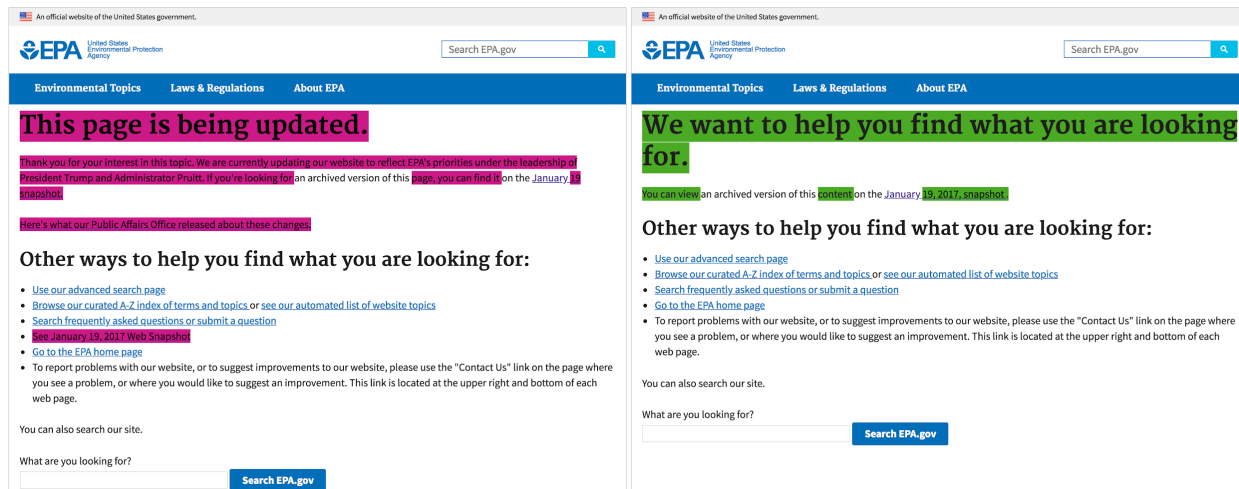 An official website of the United States government.
EPA
United States
Environmental Protection
Agency
Search EPA.gov
Environmental Topics
Laws & Regulations
About EPA
This page is being updated.
Thank you for your interest in this topic. We are currently updating our website to reflect EPA's priorities under the leadership of
President Trump and Administrator Pruitt. If you're looking for an archived version of this page, you can find it on the January 19
snapshot.
Here's what our Public Affairs Office released about these changes.
Other ways to help you find what you are looking for:
Use our advanced search page
Browse our curated A-Z index of terms and topics or see our automated list of website topics
Search frequently asked questions or submit a question
See January 19, 2017 Web Snapshot
Go to the EPA home page
To report problems with our website, or to suggest improvements to our website, please use the "Contact Us" link on the page where
you see a problem, or where you would like to suggest an improvement. This link is located at the upper right and bottom of each
web page.
You can also search our site.
What are you looking for?
Search EPA.gov
An official website of the United States government.
EPA
United States
Environmental Protection
Agency
Search EPA.gov
Environmental Topics
Laws & Regulations
About EPA
We want to help you find what you are looking
for.
You can view an archived version of this content on the January 19, 2017, snapshot .
Other ways to help you find what you are looking for:
Use our advanced search page
Browse our curated A-Z index of terms and topics or see our automated list of website topics
Search frequently asked questions or submit a question
Go to the EPA home page
To report problems with our website, or to suggest improvements to our website, please use the "Contact Us" link on the page where
you see a problem, or where you would like to suggest an improvement. This link is located at the upper right and bottom of each
web page.
You can also search our site.
What are you looking for?
Search EPA.gov